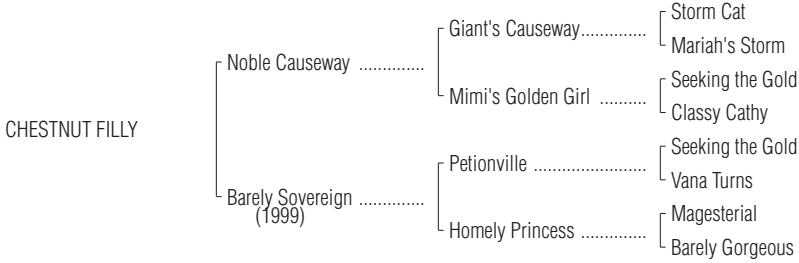 Storm Cat
Giant's Causeway..............
Mariah's Storm
Noble Causeway ..............
Seeking the Gold
Mimi's Golden Girl ..........
Classy Cathy
CHESTNUT FILLY
Seeking the Gold
Petionville ........................
Vana Turns
Barely Sovereign ..............
(1999)
Magesterial
Homely Princess ..............
Barely Gorgeous